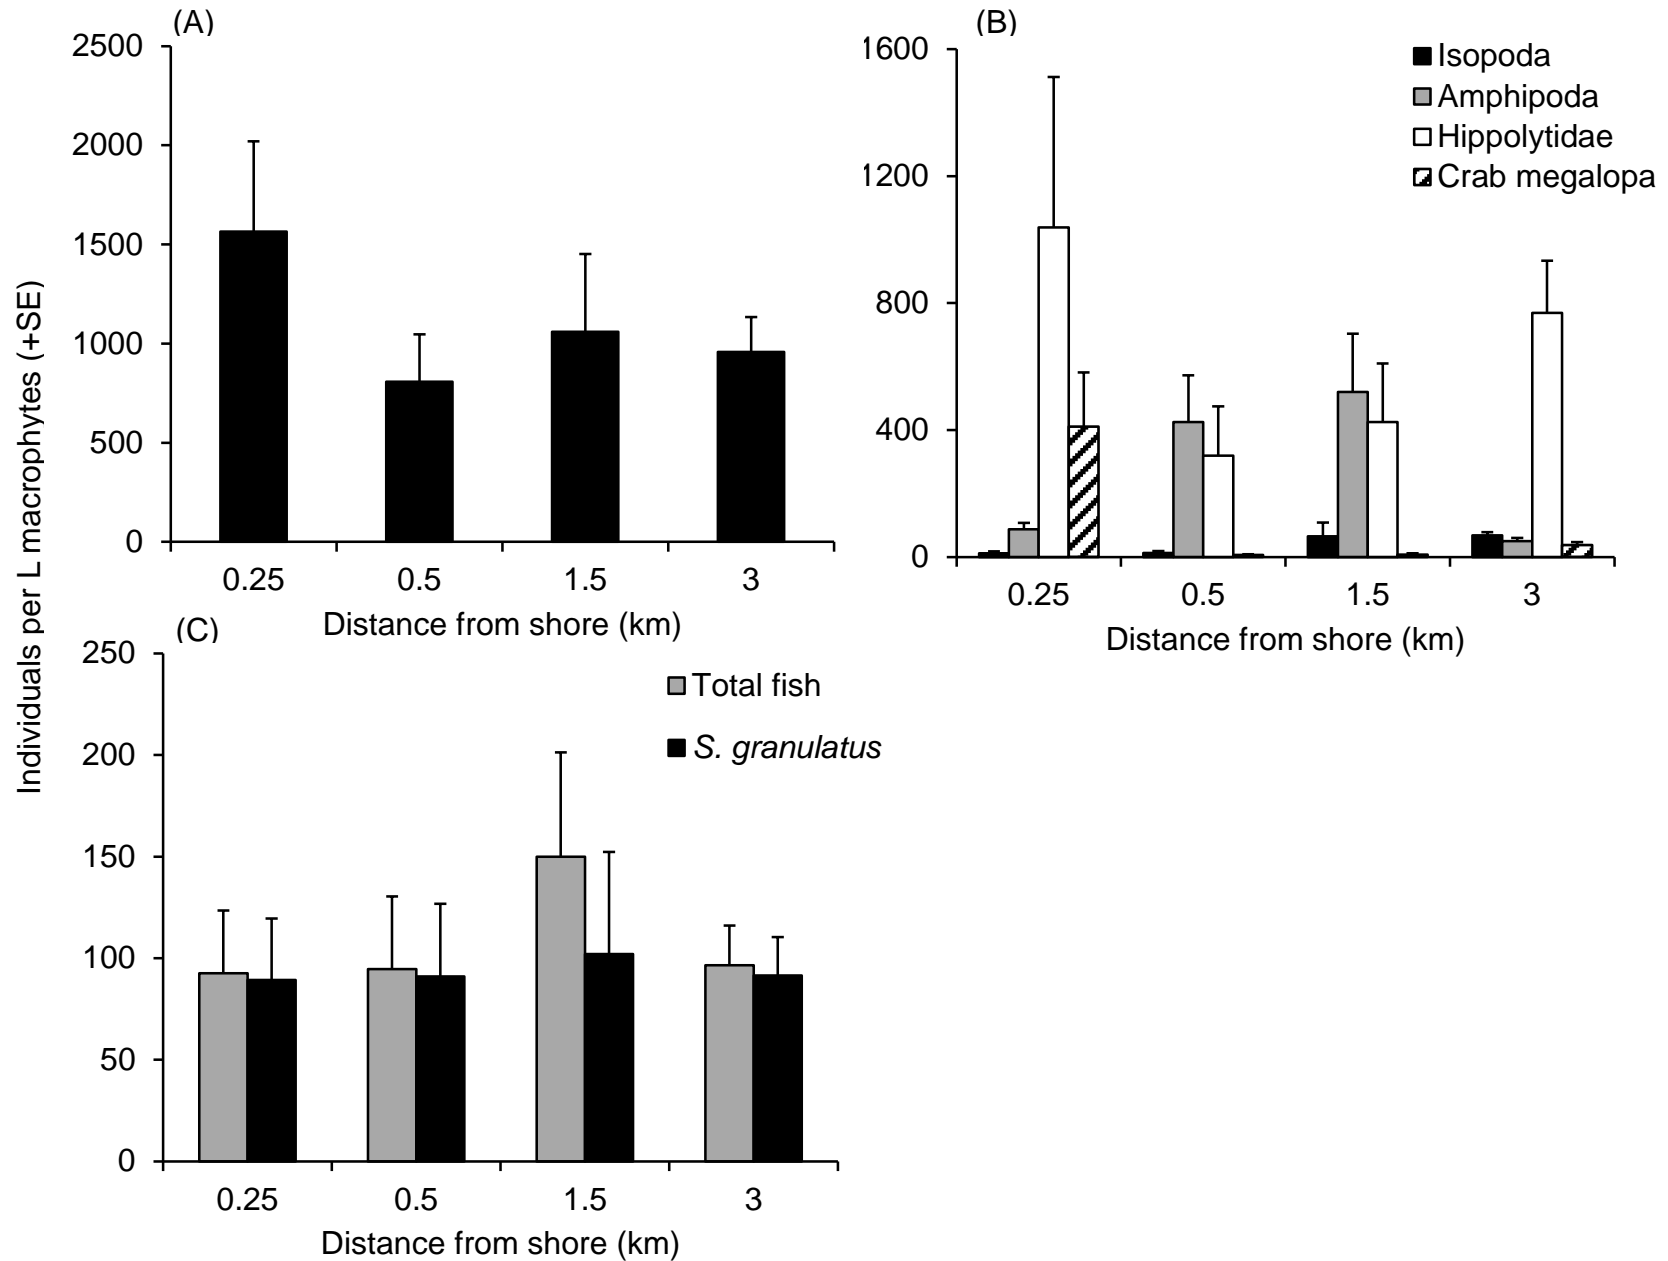 Individuals per L macrophytes (+SE)
(A)
2500
2000
1500
1000
500
0
0.25 0.5 1.5 3
Distance from shore (km)
(B)
1600
1200
800
400
0
Isopoda
Amphipoda
Hippolytidae
Crab megalopa
0.25 0.5 1.5 3
Distance from shore (km)
(C)
250
200
150
100
50
0
Total fish
S. granulatus
0.25 0.5 1.5 3
Distance from shore (km)